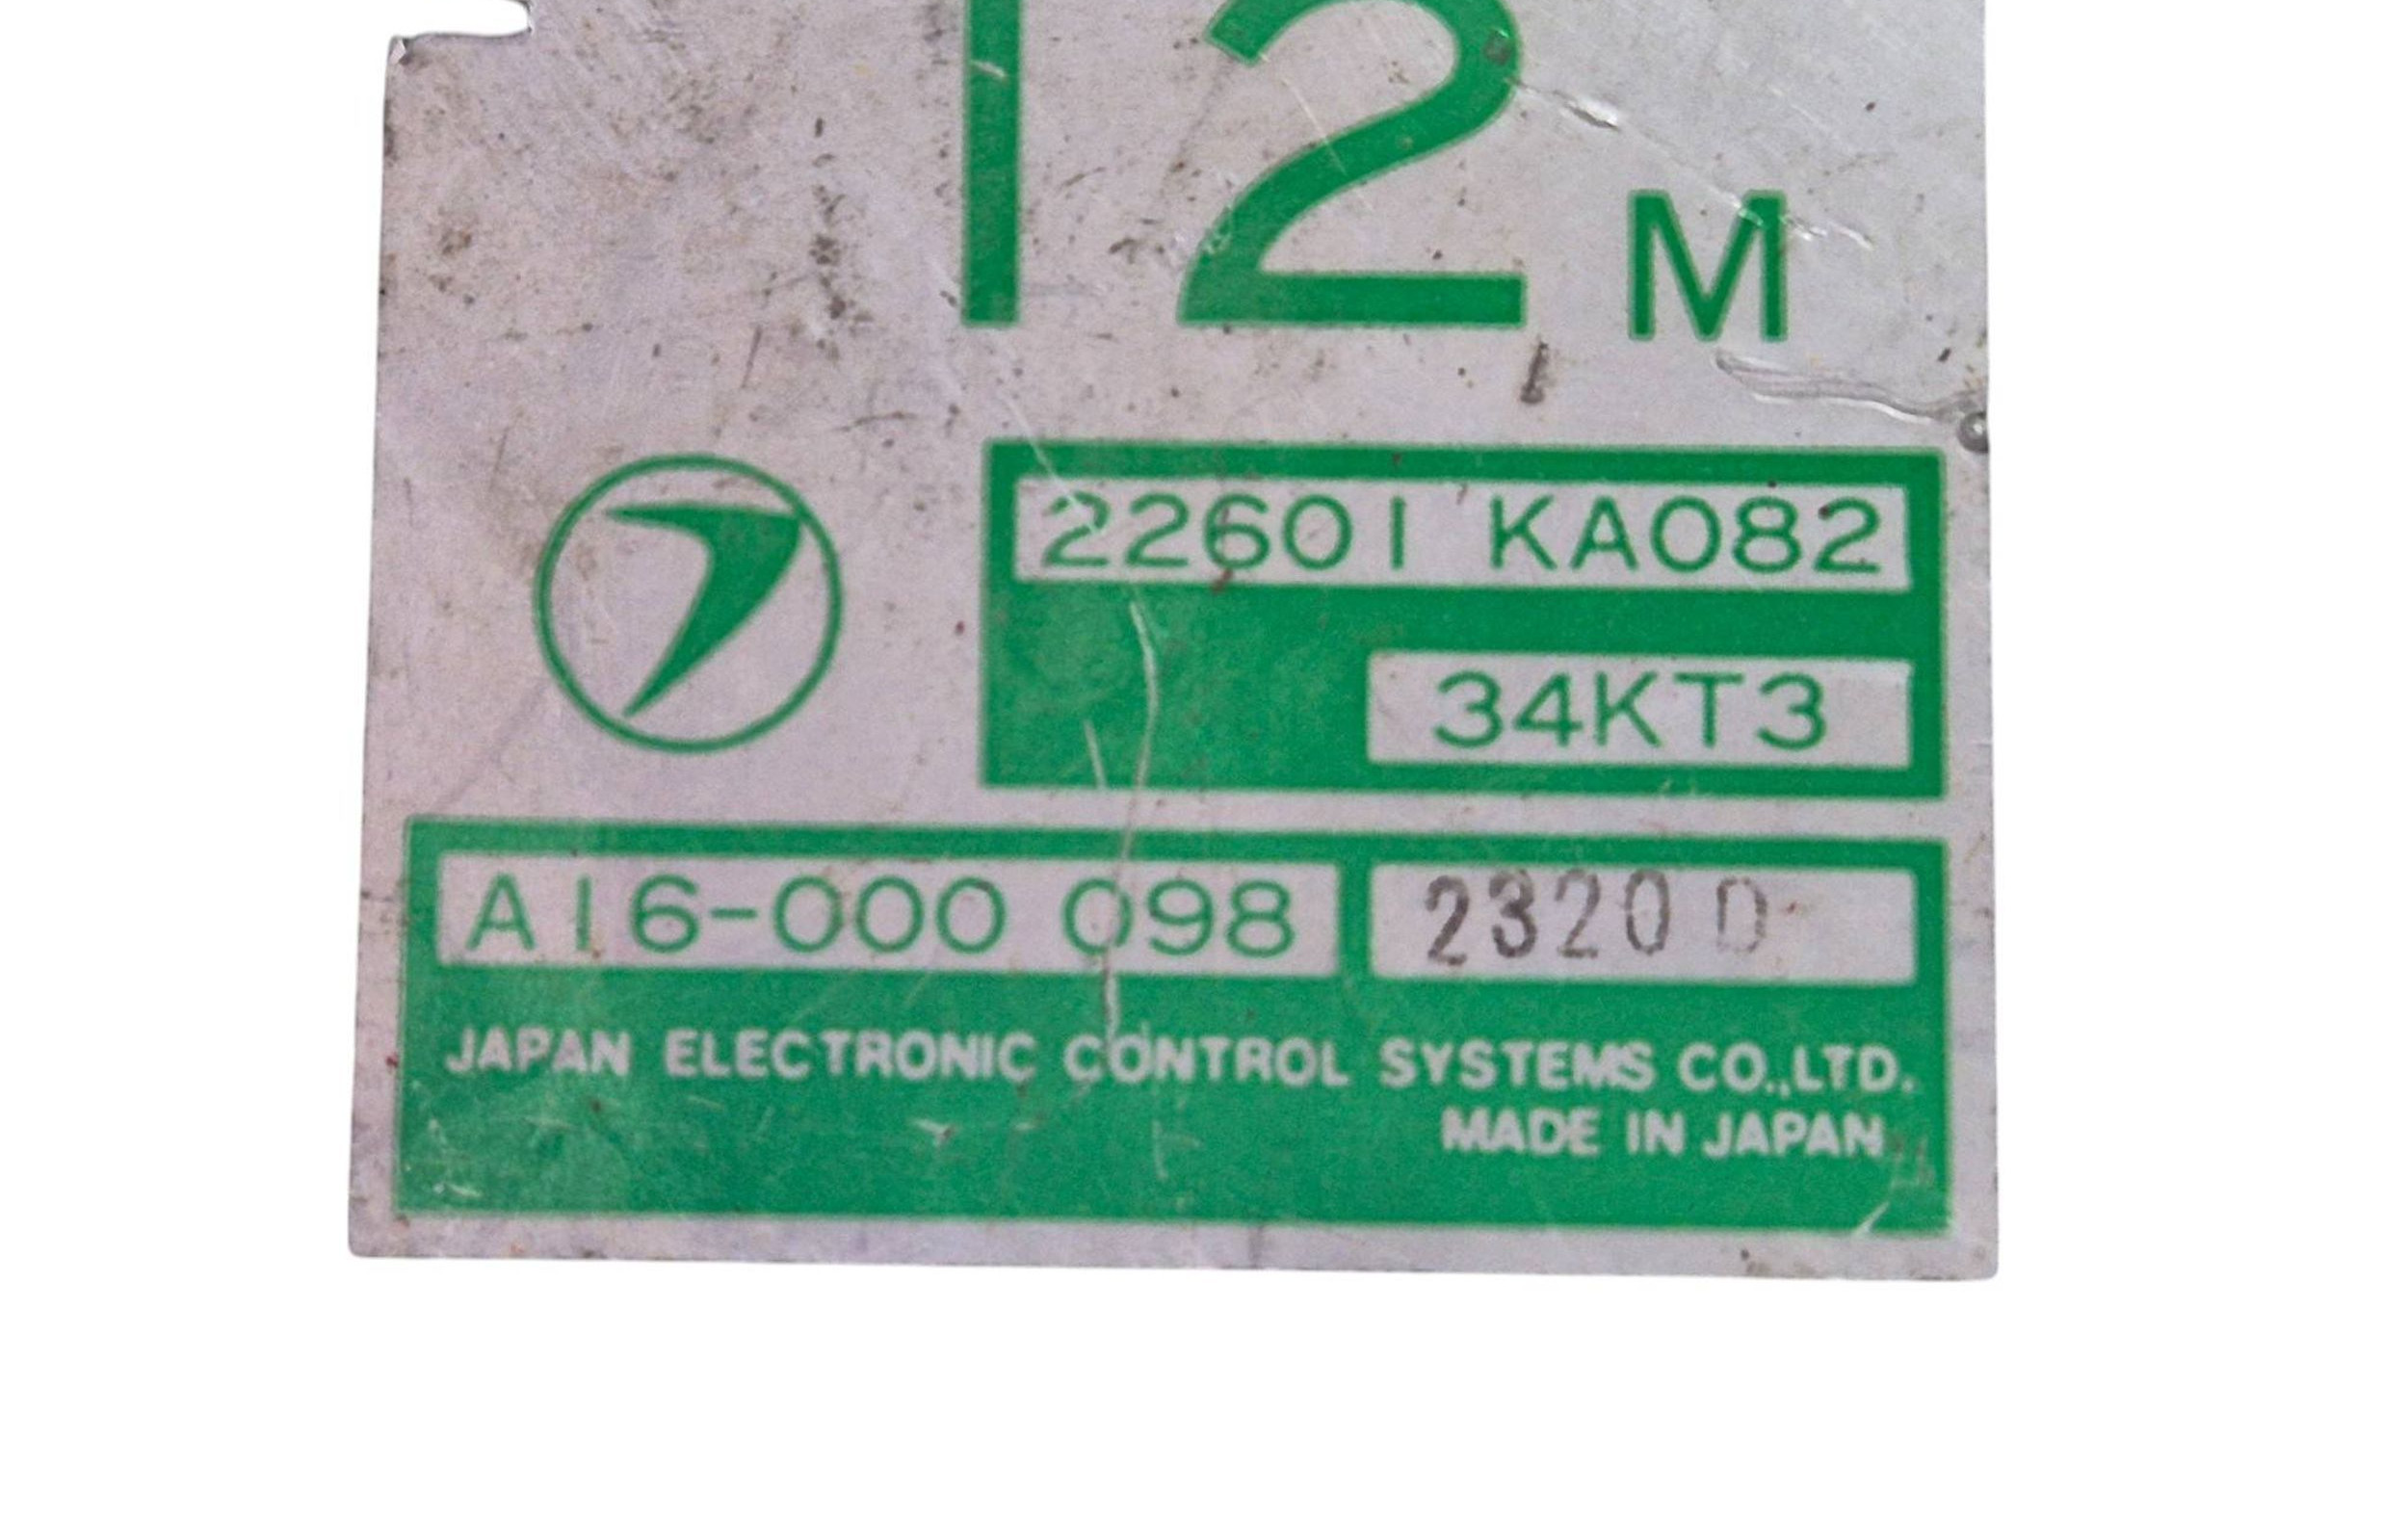 12 M
22601 KA082
34KT3
A16-000 098 2320 D
JAPAN ELECTRONIC CONTROL SYSTEMS CO.,LTD.
MADE IN JAPAN